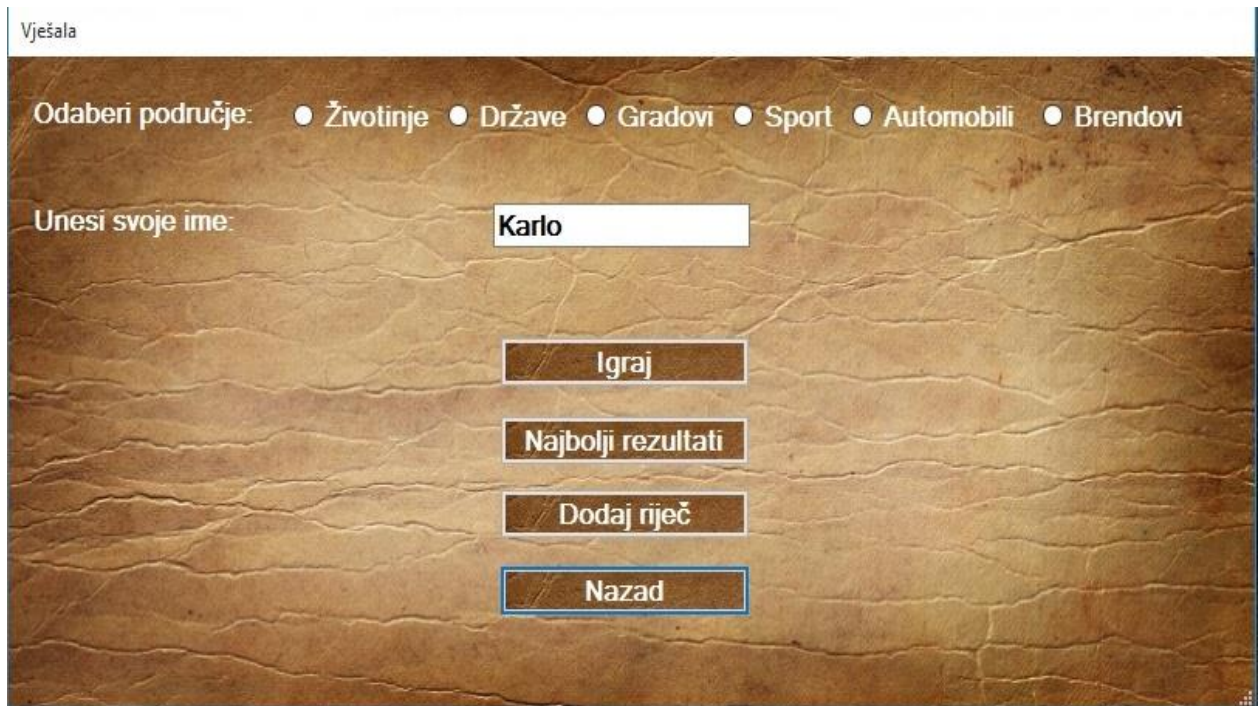 Vješala
Odaberi područje: Životinje Države Gradovi Sport Automobili Brendovi
Unesi svoje ime: Karlo
Igraj
Najbolji rezultati
Dodaj riječ
Nazad